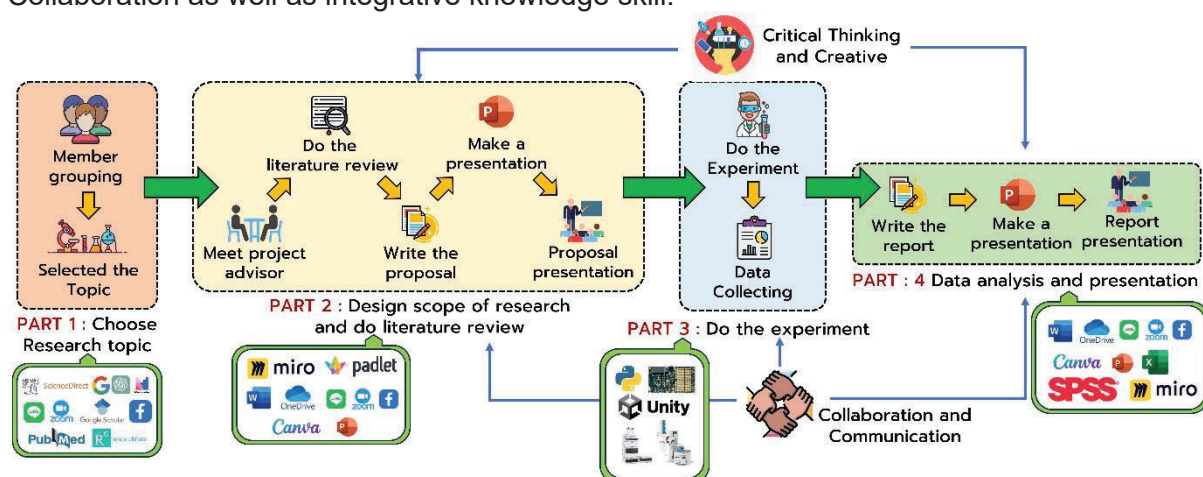 Collaboration as well as integrative knowledge skill.
Critical Thinking
and Creative
Member
grouping
Selected the
Topic
PART 1 : Choose
Research topic
ScienceDirect
zoom
Google Scholar
PubMed
Do the
literature review
Make a
presentation
Meet project
advisor
Write the
proposal
Proposal
presentation
PART 2 : Design scope of research
and do literature review
miro
padlet
OneDrive
zoom
Canva
Do the
Experiment
Data
Collecting
PART 3 : Do the experiment
Unity
Collaboration and
Communication
Write the
report
Make a
presentation
Report
presentation
PART : 4 Data analysis and presentation
OneDrive
zoom
Canva
SPSS
miro